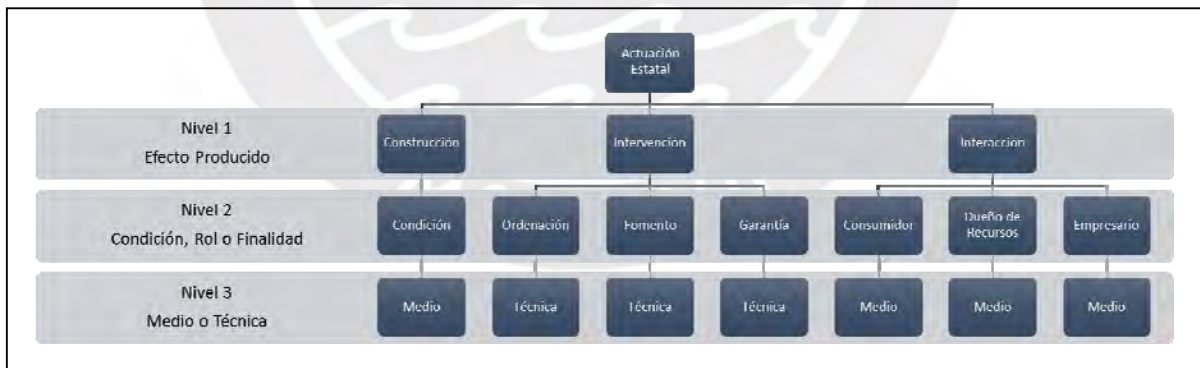 Actuación
Estatal
Nivel 1
Efecto Producido
Construcción
Intervención
Interacción
Nivel 2
Condición, Rol o Finalidad
Condición
Ordenación
Fomento
Garantía
Consumidor
Dueño de
Recursos
Empresario
Nivel 3
Medio o Técnica
Medio
Técnica
Técnica
Técnica
Medio
Medio
Medio